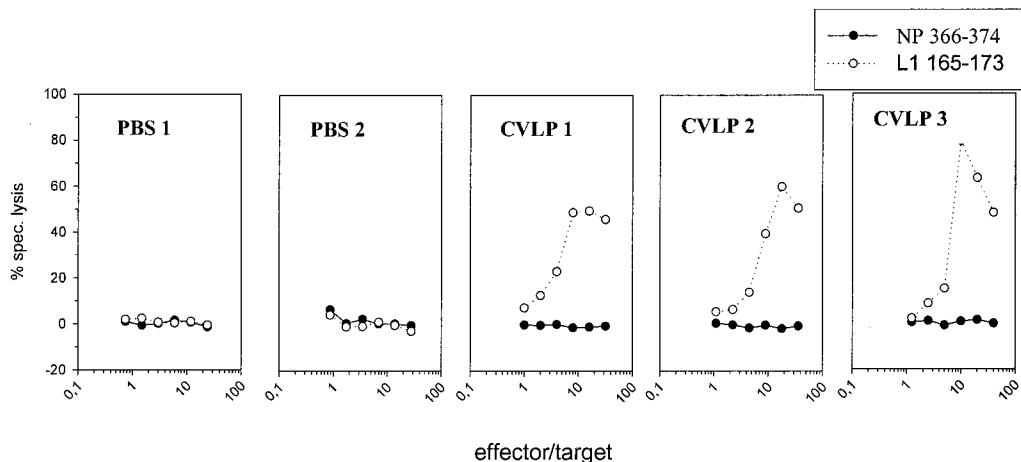 NP 366-374
L1 165-173
PBS 1
PBS 2
CVLP 1
CVLP 2
CVLP 3
% spec. lysis
100
80
60
40
20
0
-20
0,1 1 10 100
0,1 1 10 100
0,1 1 10 100
0,1 1 10 100
0,1 1 10 100
effector/target